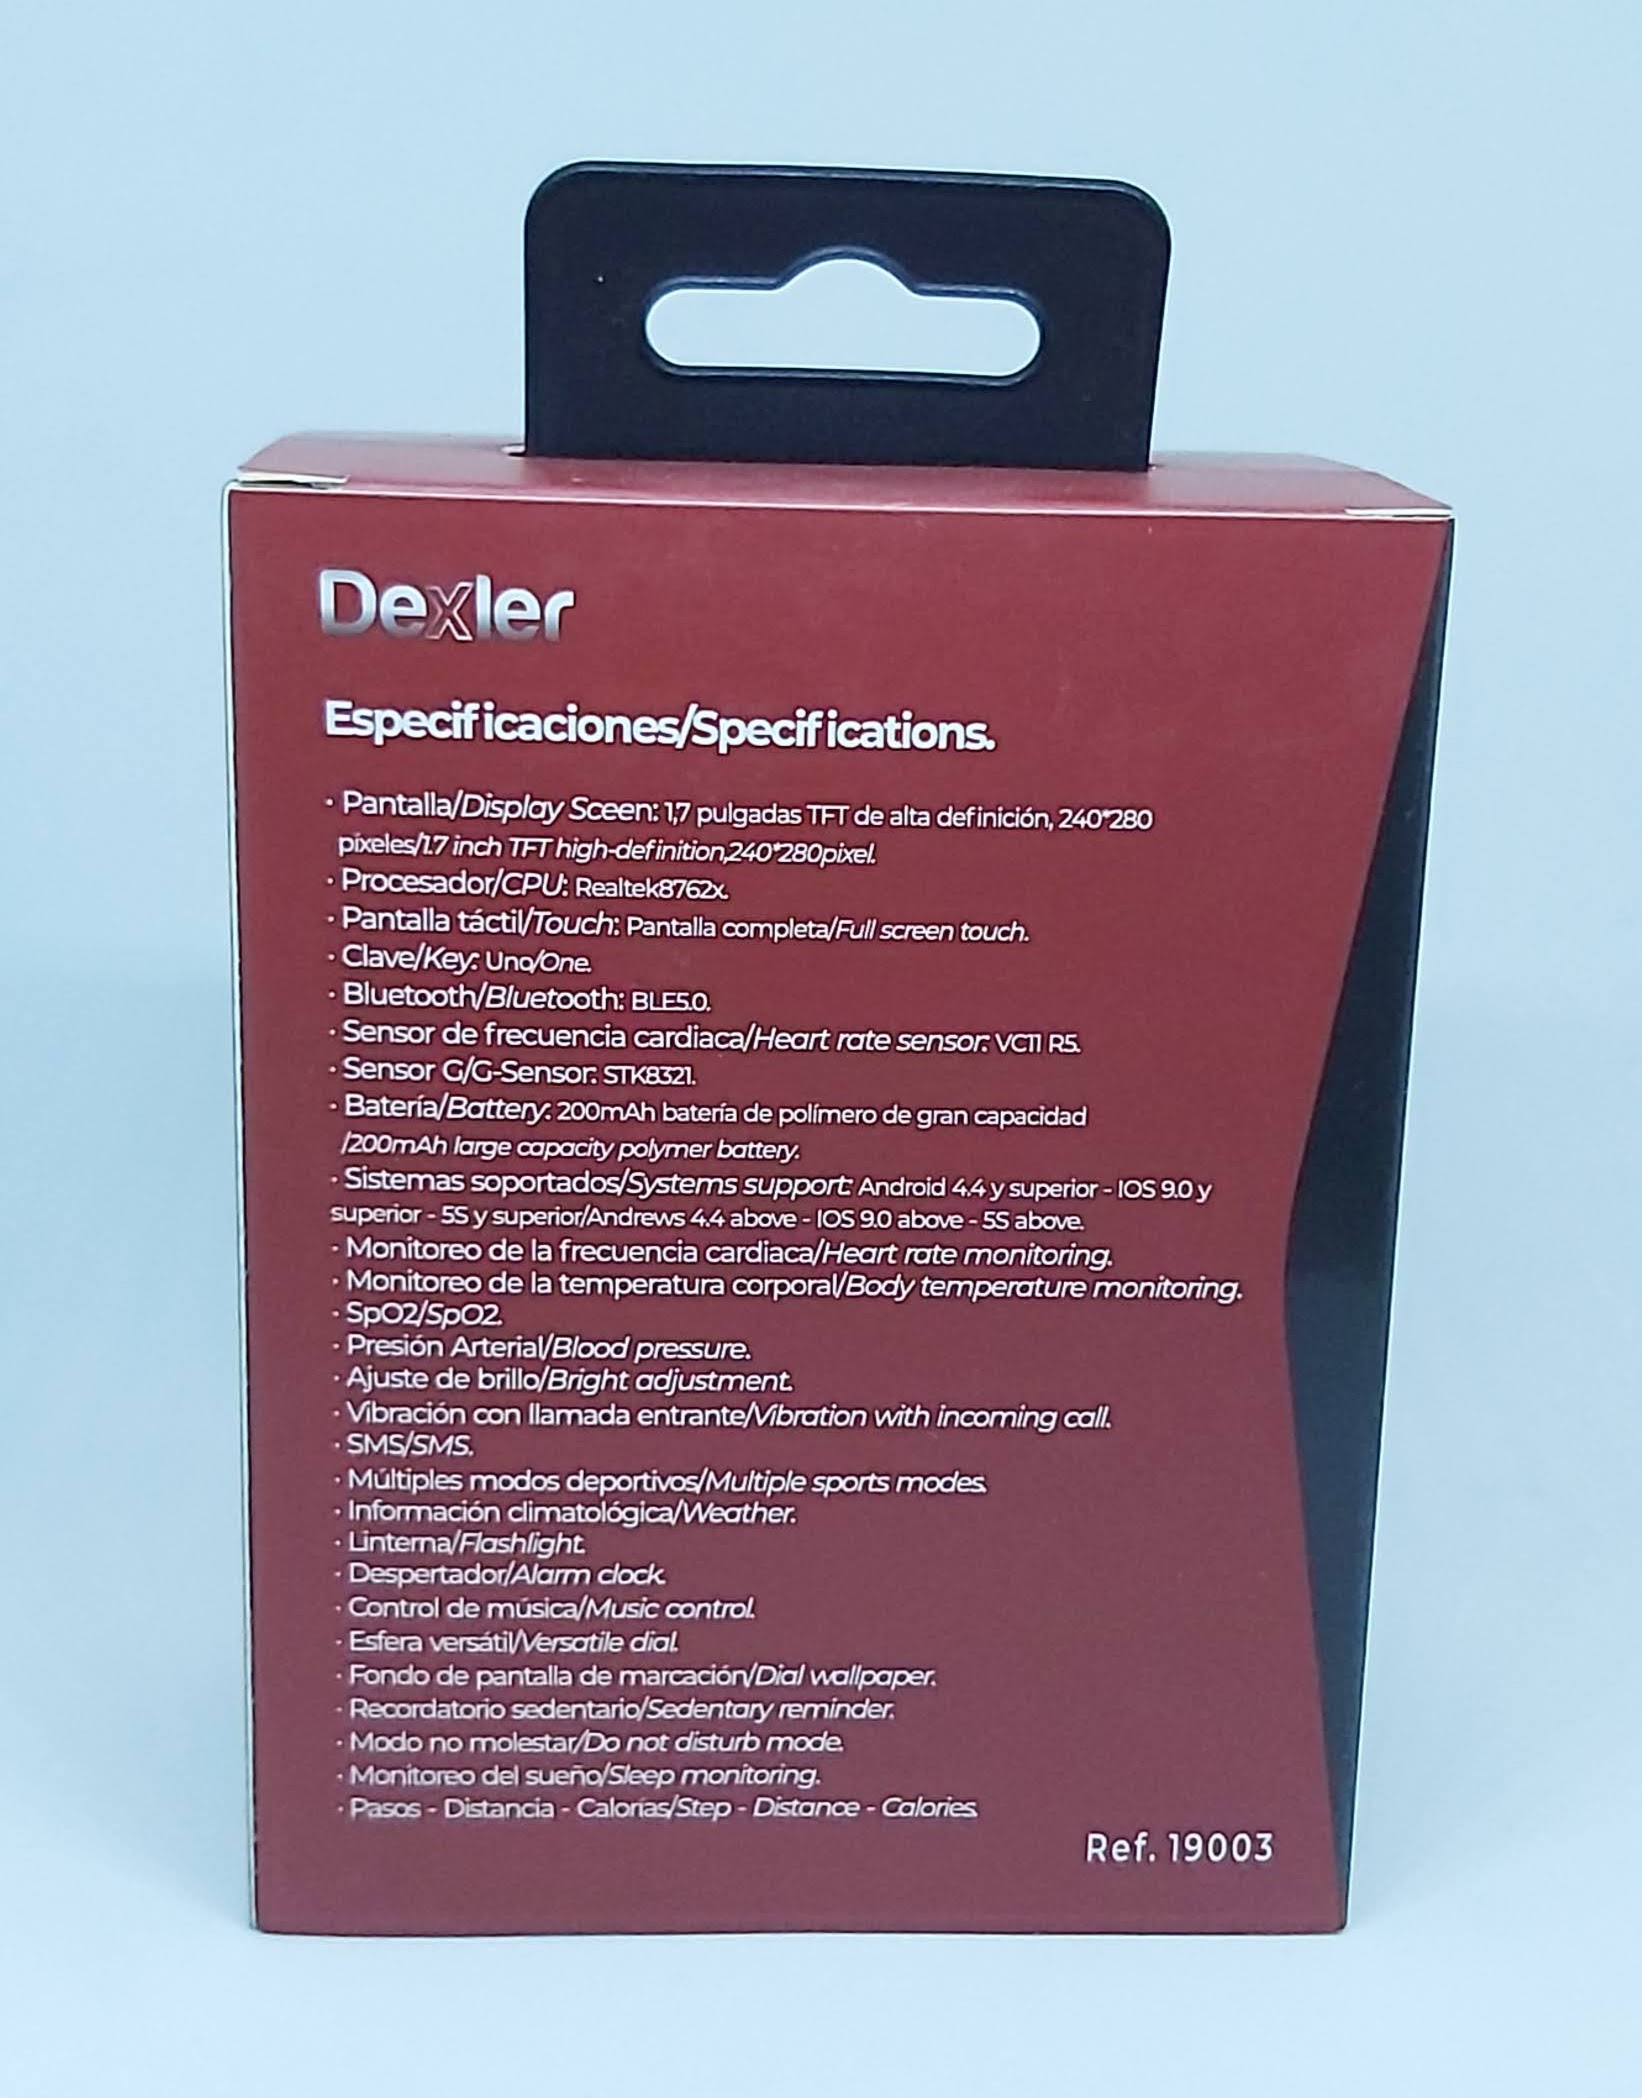 Dexler
Especificaciones/Specifications.
· Pantalla/Display Sceen: 1,7 pulgadas TFT de alta definición, 240*280
píxeles/1.7 inch TFT high-definition,240*280pixel.
· Procesador/CPU: Realtek8762x.
· Pantalla táctil/Touch: Pantalla completa/Full screen touch.
· Clave/Key: Uno/One.
· Bluetooth/Bluetooth: BLE5.0.
· Sensor de frecuencia cardiaca/Heart rate sensor: VC11 R5.
· Sensor G/G-Sensor: STK8321.
· Batería/Battery: 200mAh batería de polímero de gran capacidad
/200mAh large capacity polymer battery.
· Sistemas soportados/Systems support: Android 4.4 y superior - IOS 9.0 y
superior - 5S y superior/Andrews 4.4 above - IOS 9.0 above - 5S above.
· Monitoreo de la frecuencia cardiaca/Heart rate monitoring.
· Monitoreo de la temperatura corporal/Body temperature monitoring.
· SpO2/SpO2.
· Presión Arterial/Blood pressure.
· Ajuste de brillo/Bright adjustment.
· Vibración con llamada entrante/Vibration with incoming call.
· SMS/SMS.
· Múltiples modos deportivos/Multiple sports modes.
· Información climatológica/Weather.
· Linterna/Flashlight.
· Despertador/Alarm clock.
· Control de música/Music control.
· Esfera versátil/Versatile dial.
· Fondo de pantalla de marcación/Dial wallpaper.
· Recordatorio sedentario/Sedentary reminder.
· Modo no molestar/Do not disturb mode.
· Monitoreo del sueño/Sleep monitoring.
· Pasos - Distancia - Calorías/Step - Distance - Calories.
Ref. 19003